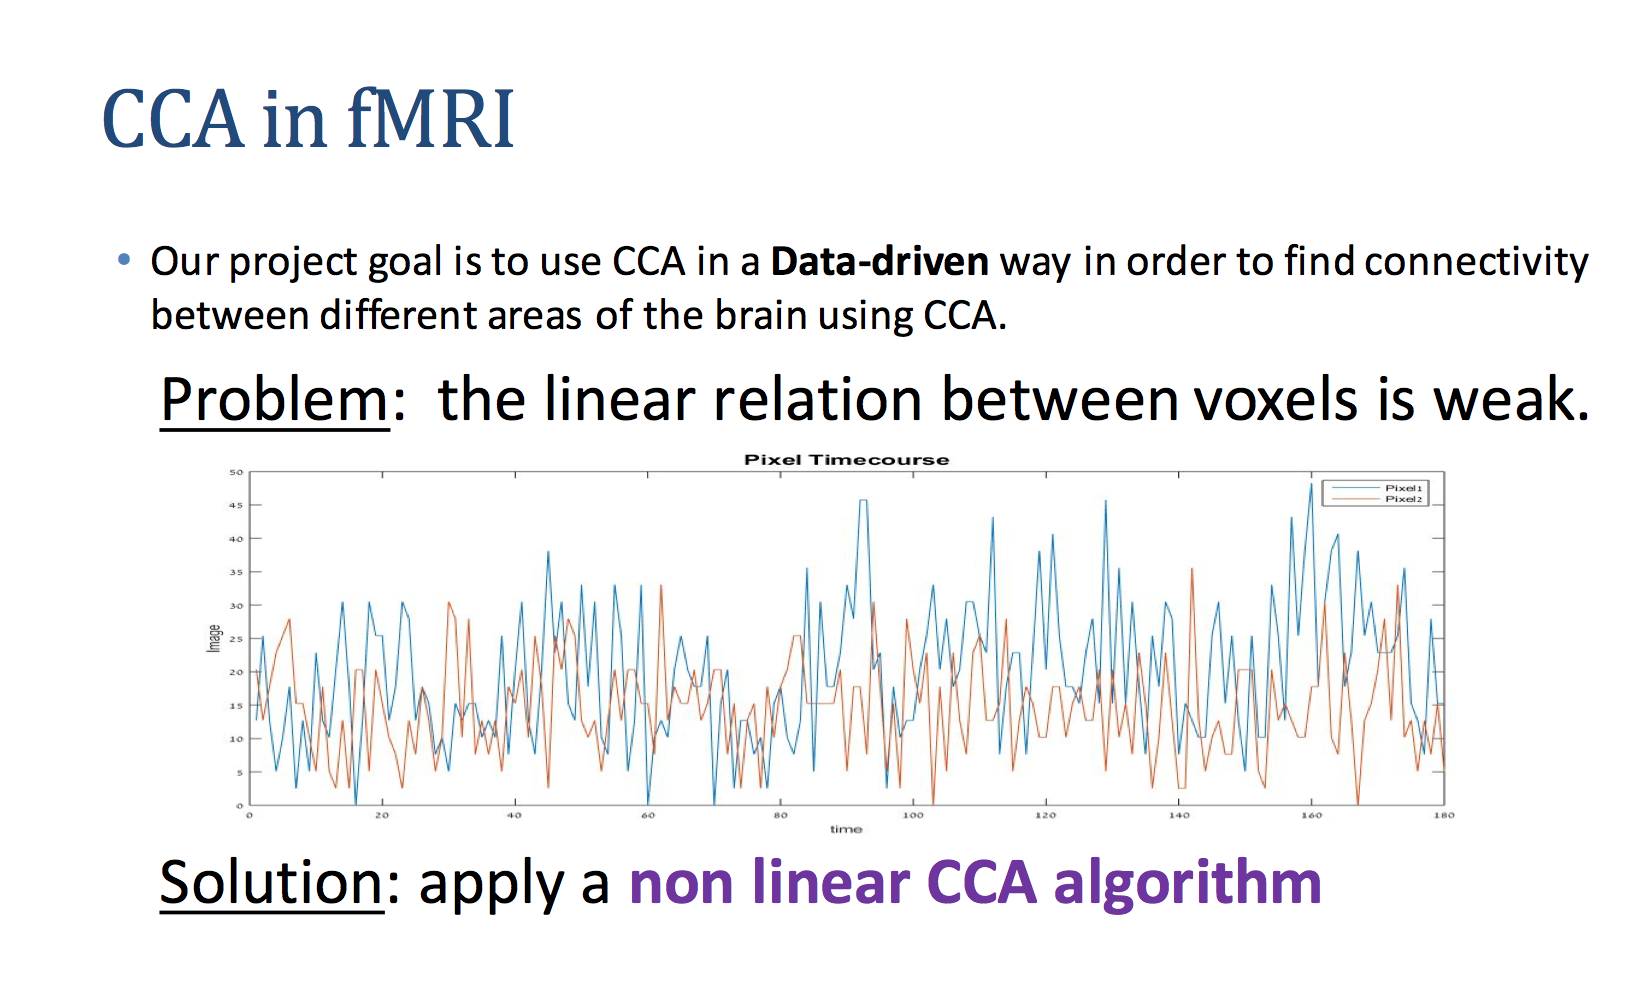 CCA in fMRI
• Our project goal is to use CCA in a Data-driven way in order to find connectivity
between different areas of the brain using CCA.
Problem: the linear relation between voxels is weak.
Pixel Timecourse
50
45
40
35
30
25
20
15
10
5
0
Image
Pixel1
Pixel2
0 20 40 60 80 100 120 140 160 180
time
Solution: apply a non linear CCA algorithm